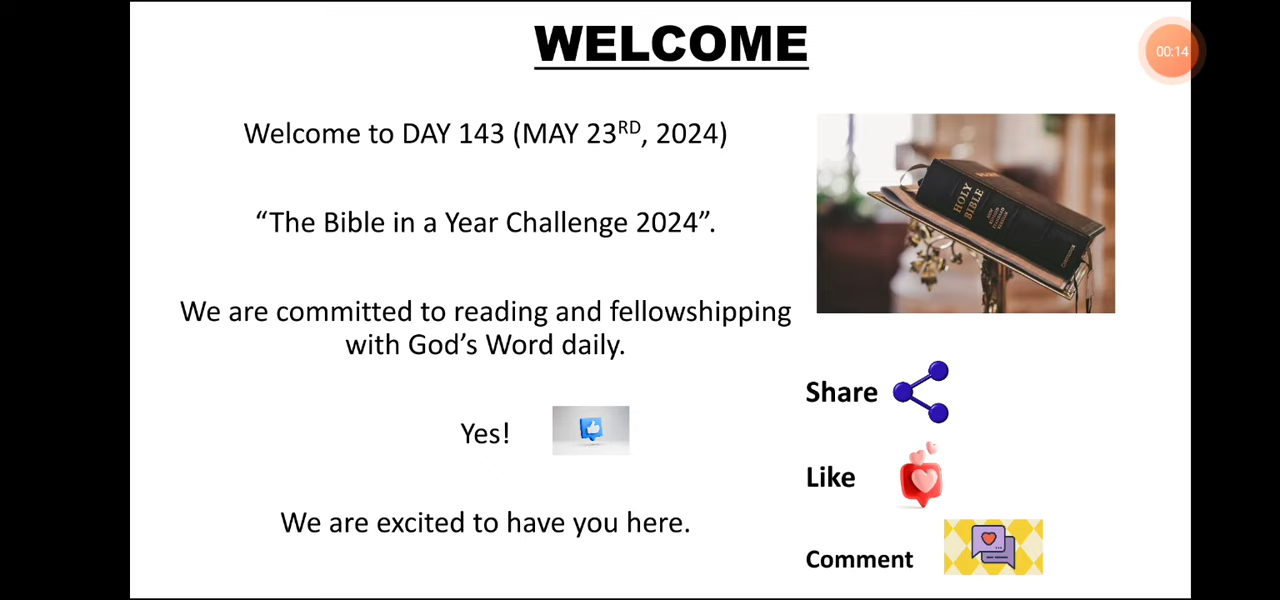 WELCOME
00:14
Welcome to DAY 143 (MAY 23RD, 2024)
HOLY
BIBLE
“The Bible in a Year Challenge 2024”.
We are committed to reading and fellowshipping
with God’s Word daily.
Share
Yes!
Like
We are excited to have you here.
Comment